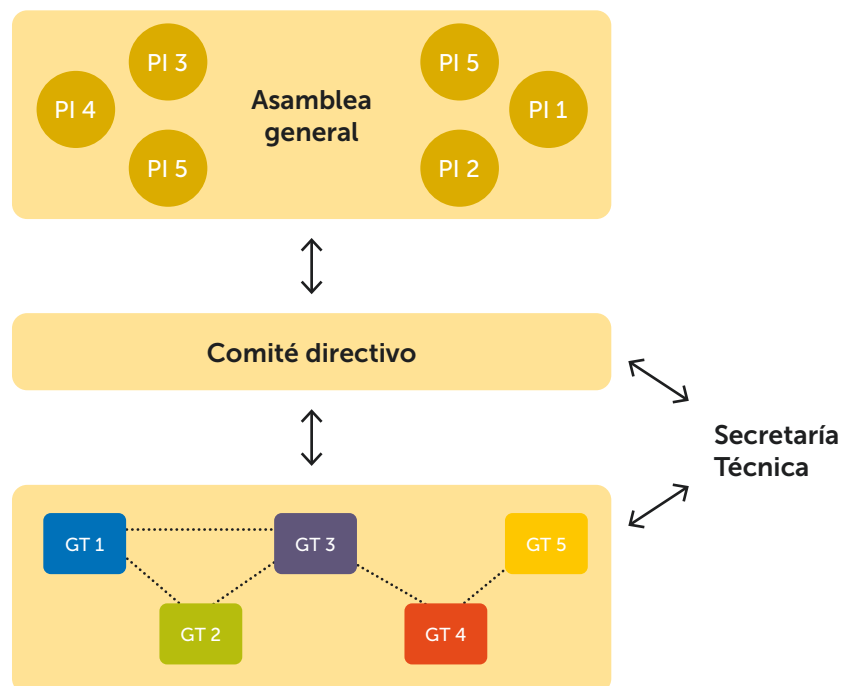 PI 3
PI 5
PI 4
Asamblea
general
PI 1
PI 5
PI 2
Comité directivo
Secretaría
Técnica
GT 1
GT 3
GT 5
GT 2
GT 4